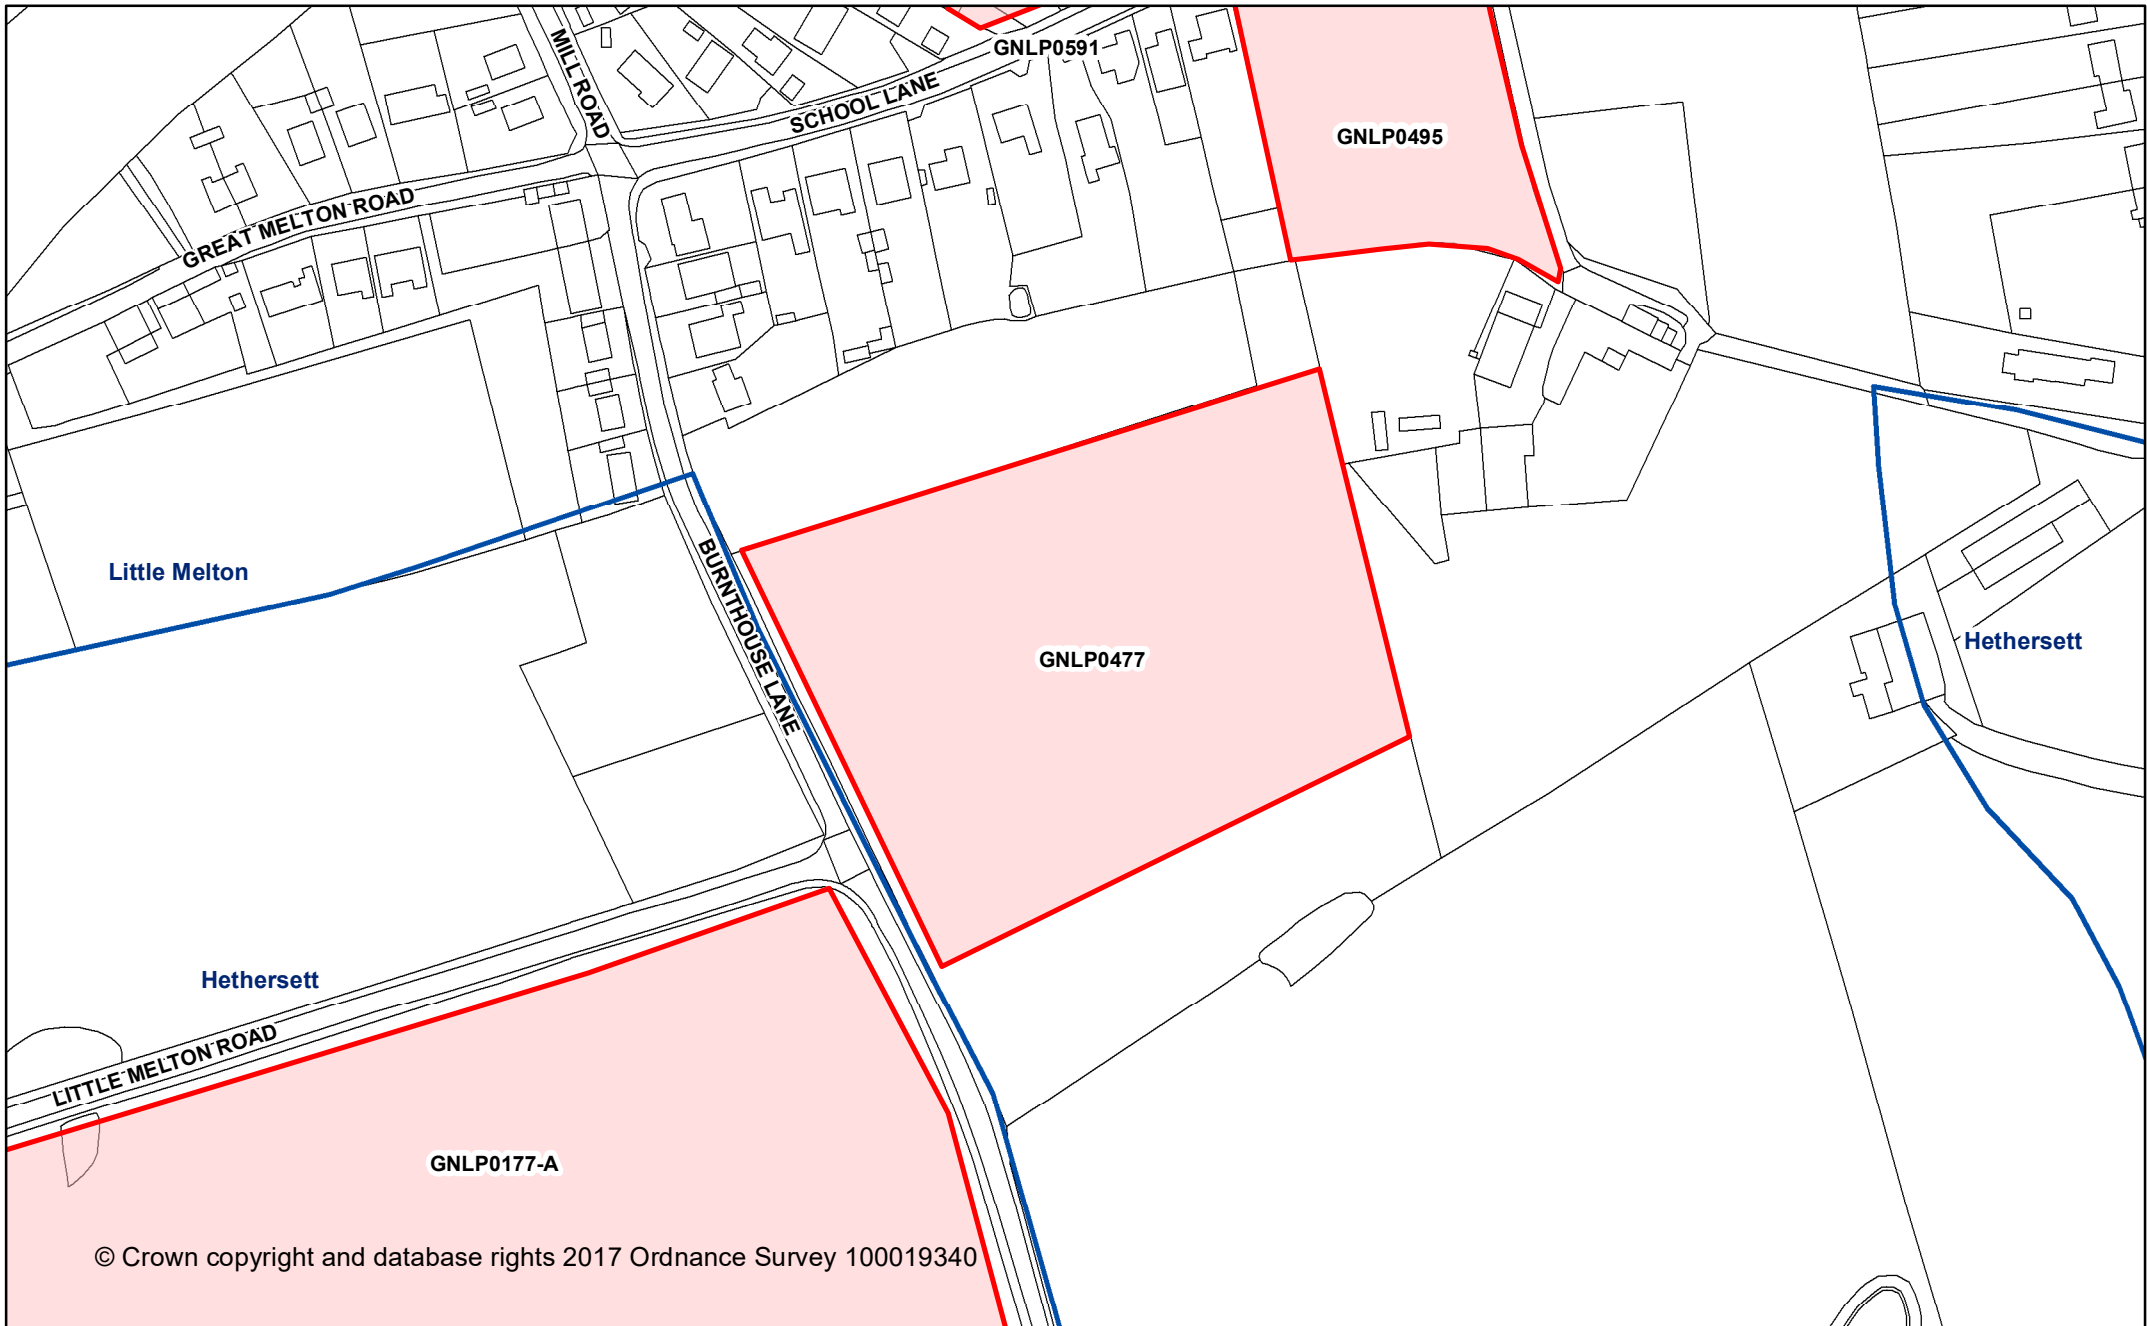 MILL ROAD
GNLP0591
SCHOOL LANE
GNLP0495
GREAT MELTON ROAD
Little Melton
BURNTHOUSE LANE
GNLP0477
Hethersett
Hethersett
LITTLE MELTON ROAD
GNLP0177-A
© Crown copyright and database rights 2017 Ordnance Survey 100019340